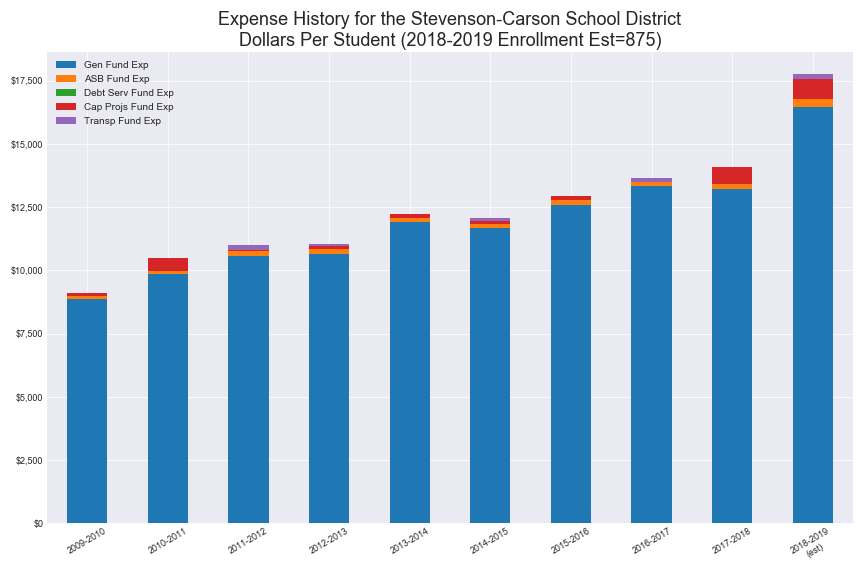 Expense History for the Stevenson-Carson School District
Dollars Per Student (2018-2019 Enrollment Est=875)
Gen Fund Exp
ASB Fund Exp
Debt Serv Fund Exp
Cap Projs Fund Exp
Transp Fund Exp
$17,500
$15,000
$12,500
$10,000
$7,500
$5,000
$2,500
$0
2009-2010
2010-2011
2011-2012
2012-2013
2013-2014
2014-2015
2015-2016
2016-2017
2017-2018
2018-2019
(est)